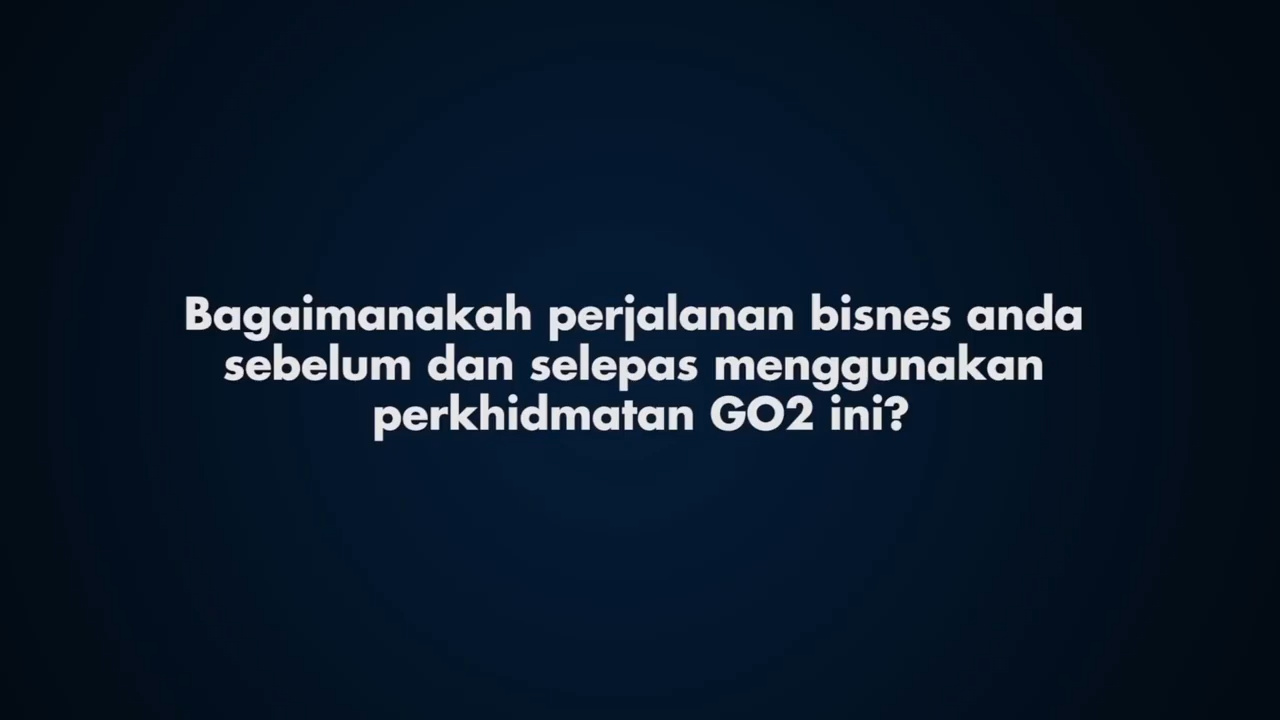 Bagaimanakah perjalanan bisnes anda
sebelum dan selepas menggunakan
perkhidmatan GO2 ini?